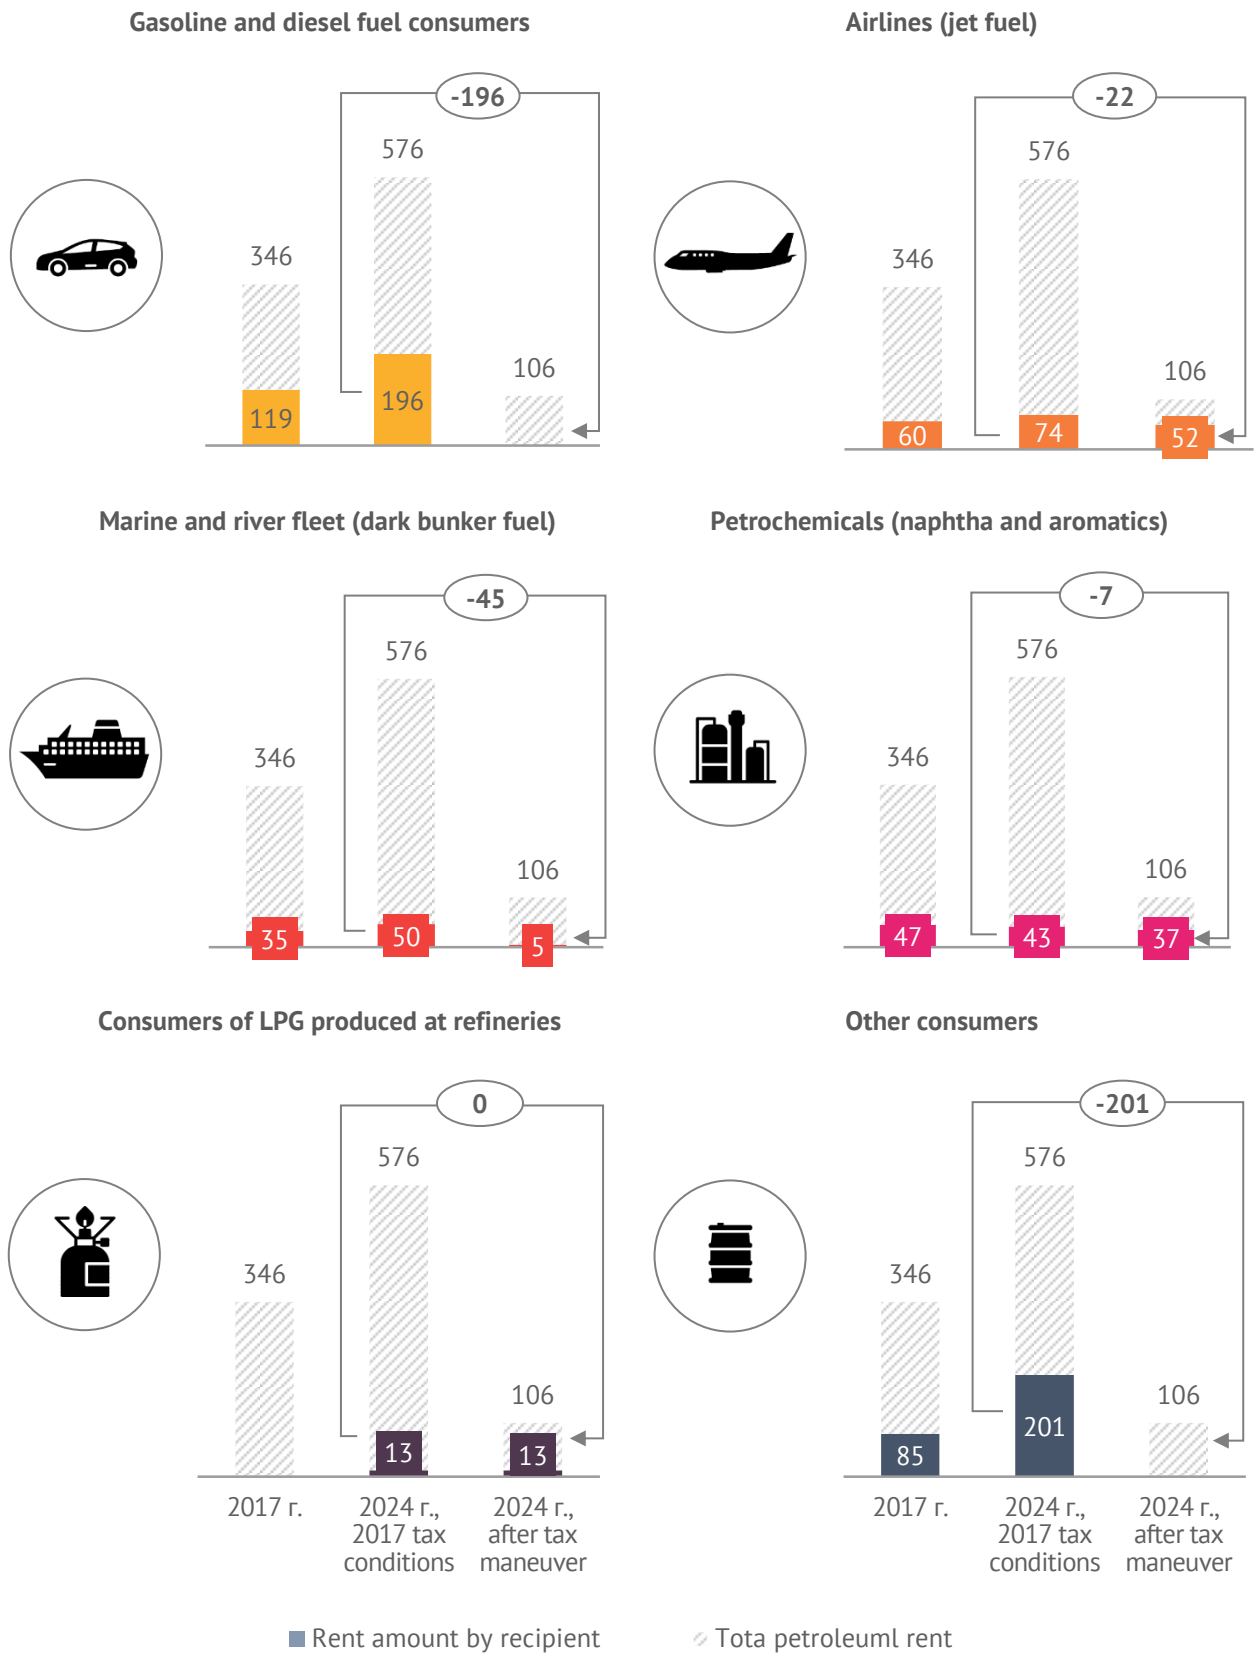 Gasoline and diesel fuel consumers
-196
576
346
106
119
196
Airlines (jet fuel)
-22
576
346
106
60
74
52
Marine and river fleet (dark bunker fuel)
-45
576
346
106
35
50
5
Petrochemicals (naphtha and aromatics)
-7
576
346
106
47
43
37
Consumers of LPG produced at refineries
0
576
346
106
13
13
2017 г.
2024 г.,
2017 tax
conditions
2024 г.,
after tax
maneuver
Other consumers
-201
576
346
106
85
201
2017 г.
2024 г.,
2017 tax
conditions
2024 г.,
after tax
maneuver
Rent amount by recipient
Tota petroleuml rent